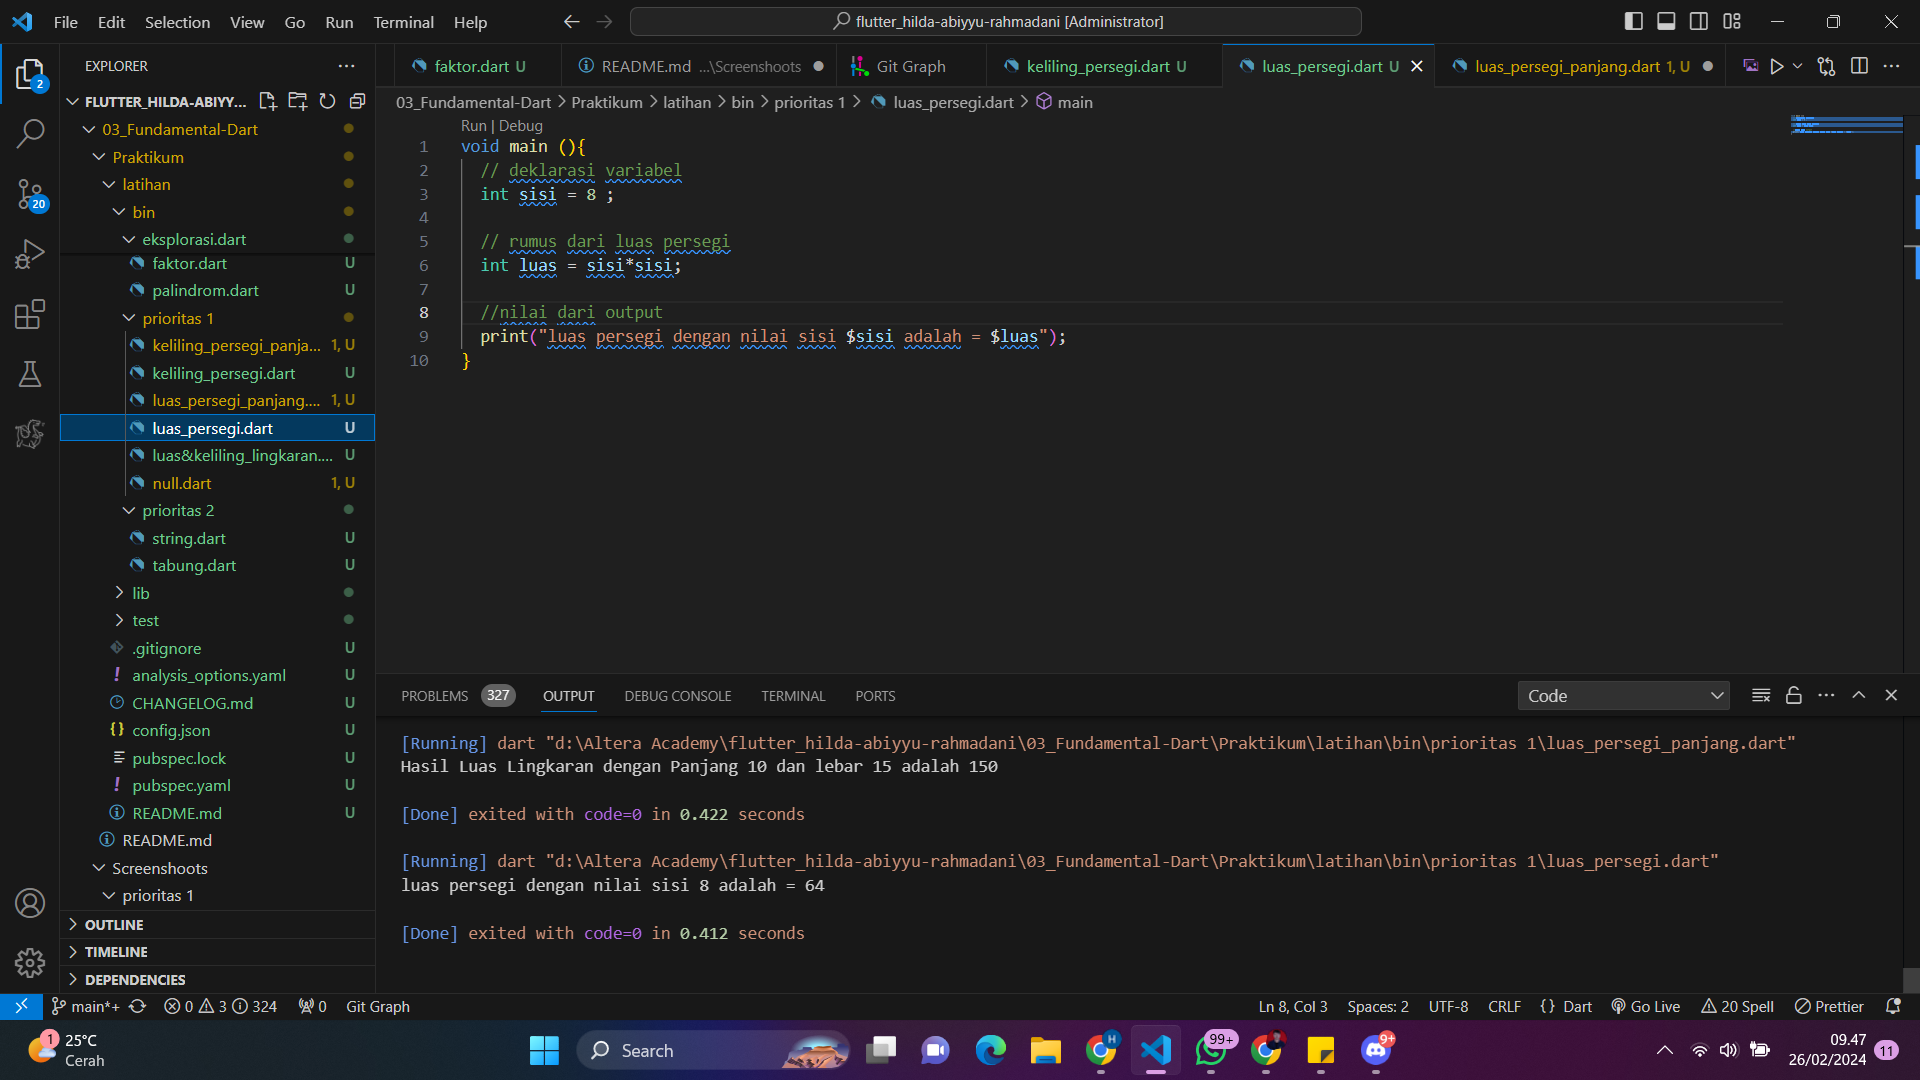 File Edit Selection View Go Run Terminal Help
flutter_hilda-abiyyu-rahmadani [Administrator]
2
20
EXPLORER
FLUTTER_HILDA-ABIYY...
03_Fundamental-Dart
Praktikum
latihan
bin
eksplorasi.dart
faktor.dart U
palindrom.dart U
prioritas 1
keliling_persegi_panja... 1, U
keliling_persegi.dart U
luas_persegi_panjang.... 1, U
luas_persegi.dart U
luas&keliling_lingkaran.... U
null.dart 1, U
prioritas 2
string.dart U
tabung.dart U
lib
test
.gitignore U
analysis_options.yaml U
CHANGELOG.md U
config.json U
pubspec.lock U
pubspec.yaml U
README.md U
README.md
Screenshoots
prioritas 1
OUTLINE
TIMELINE
DEPENDENCIES
faktor.dart U README.md ...\Screenshoots Git Graph keliling_persegi.dart U luas_persegi.dart U luas_persegi_panjang.dart 1, U
03_Fundamental-Dart > Praktikum > latihan > bin > prioritas 1 > luas_persegi.dart > main
Run | Debug
1 void main (){
2 // deklarasi variabel
3 int sisi = 8 ;
4
5 // rumus dari luas persegi
6 int luas = sisi*sisi;
7
8 //nilai dari output
9 print("luas persegi dengan nilai sisi $sisi adalah = $luas");
10 }
PROBLEMS 327 OUTPUT DEBUG CONSOLE TERMINAL PORTS
Code
[Running] dart "d:\Altera Academy\flutter_hilda-abiyyu-rahmadani\03_Fundamental-Dart\Praktikum\latihan\bin\prioritas 1\luas_persegi_panjang.dart"
Hasil Luas Lingkaran dengan Panjang 10 dan lebar 15 adalah 150
[Done] exited with code=0 in 0.422 seconds
[Running] dart "d:\Altera Academy\flutter_hilda-abiyyu-rahmadani\03_Fundamental-Dart\Praktikum\latihan\bin\prioritas 1\luas_persegi.dart"
luas persegi dengan nilai sisi 8 adalah = 64
[Done] exited with code=0 in 0.412 seconds
main*+ 0 3 324 0 Git Graph Ln 8, Col 3 Spaces: 2 UTF-8 CRLF {} Dart Go Live 20 Spell Prettier
1 25°C
Cerah
Search
H
99+
9+
09.47
26/02/2024
11